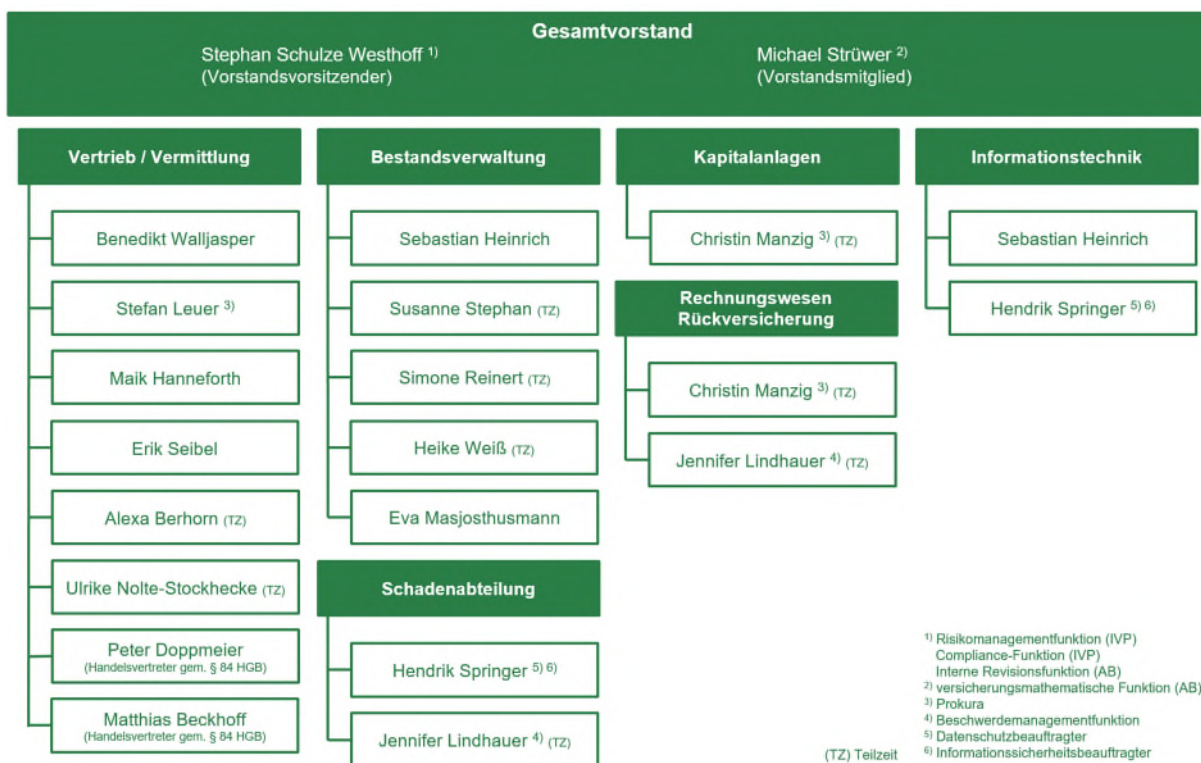 Gesamtvorstand
Stephan Schulze Westhoff 1)
(Vorstandsvorsitzender)
Michael Strüwer 2)
(Vorstandsmitglied)
Vertrieb / Vermittlung
Benedikt Walljasper
Stefan Leuer 3)
Maik Hanneforth
Erik Seibel
Alexa Berhorn (TZ)
Ulrike Nolte-Stockhecke (TZ)
Peter Doppmeier
(Handelsvertreter gem. § 84 HGB)
Matthias Beckhoff
(Handelsvertreter gem. § 84 HGB)
Bestandsverwaltung
Sebastian Heinrich
Susanne Stephan (TZ)
Simone Reinert (TZ)
Heike Weiß (TZ)
Eva Masjosthusmann
Schadenabteilung
Hendrik Springer 5) 6)
Jennifer Lindhauer 4) (TZ)
Kapitalanlagen
Christin Manzig 3) (TZ)
Rechnungswesen
Rückversicherung
Christin Manzig 3) (TZ)
Jennifer Lindhauer 4) (TZ)
Informationstechnik
Sebastian Heinrich
Hendrik Springer 5) 6)
(TZ) Teilzeit
1) Risikomanagementfunktion (IVP)
Compliance-Funktion (IVP)
Interne Revisionsfunktion (AB)
2) versicherungsmathematische Funktion (AB)
3) Prokura
4) Beschwerdemanagementfunktion
5) Datenschutzbeauftragter
6) Informationssicherheitsbeauftragter